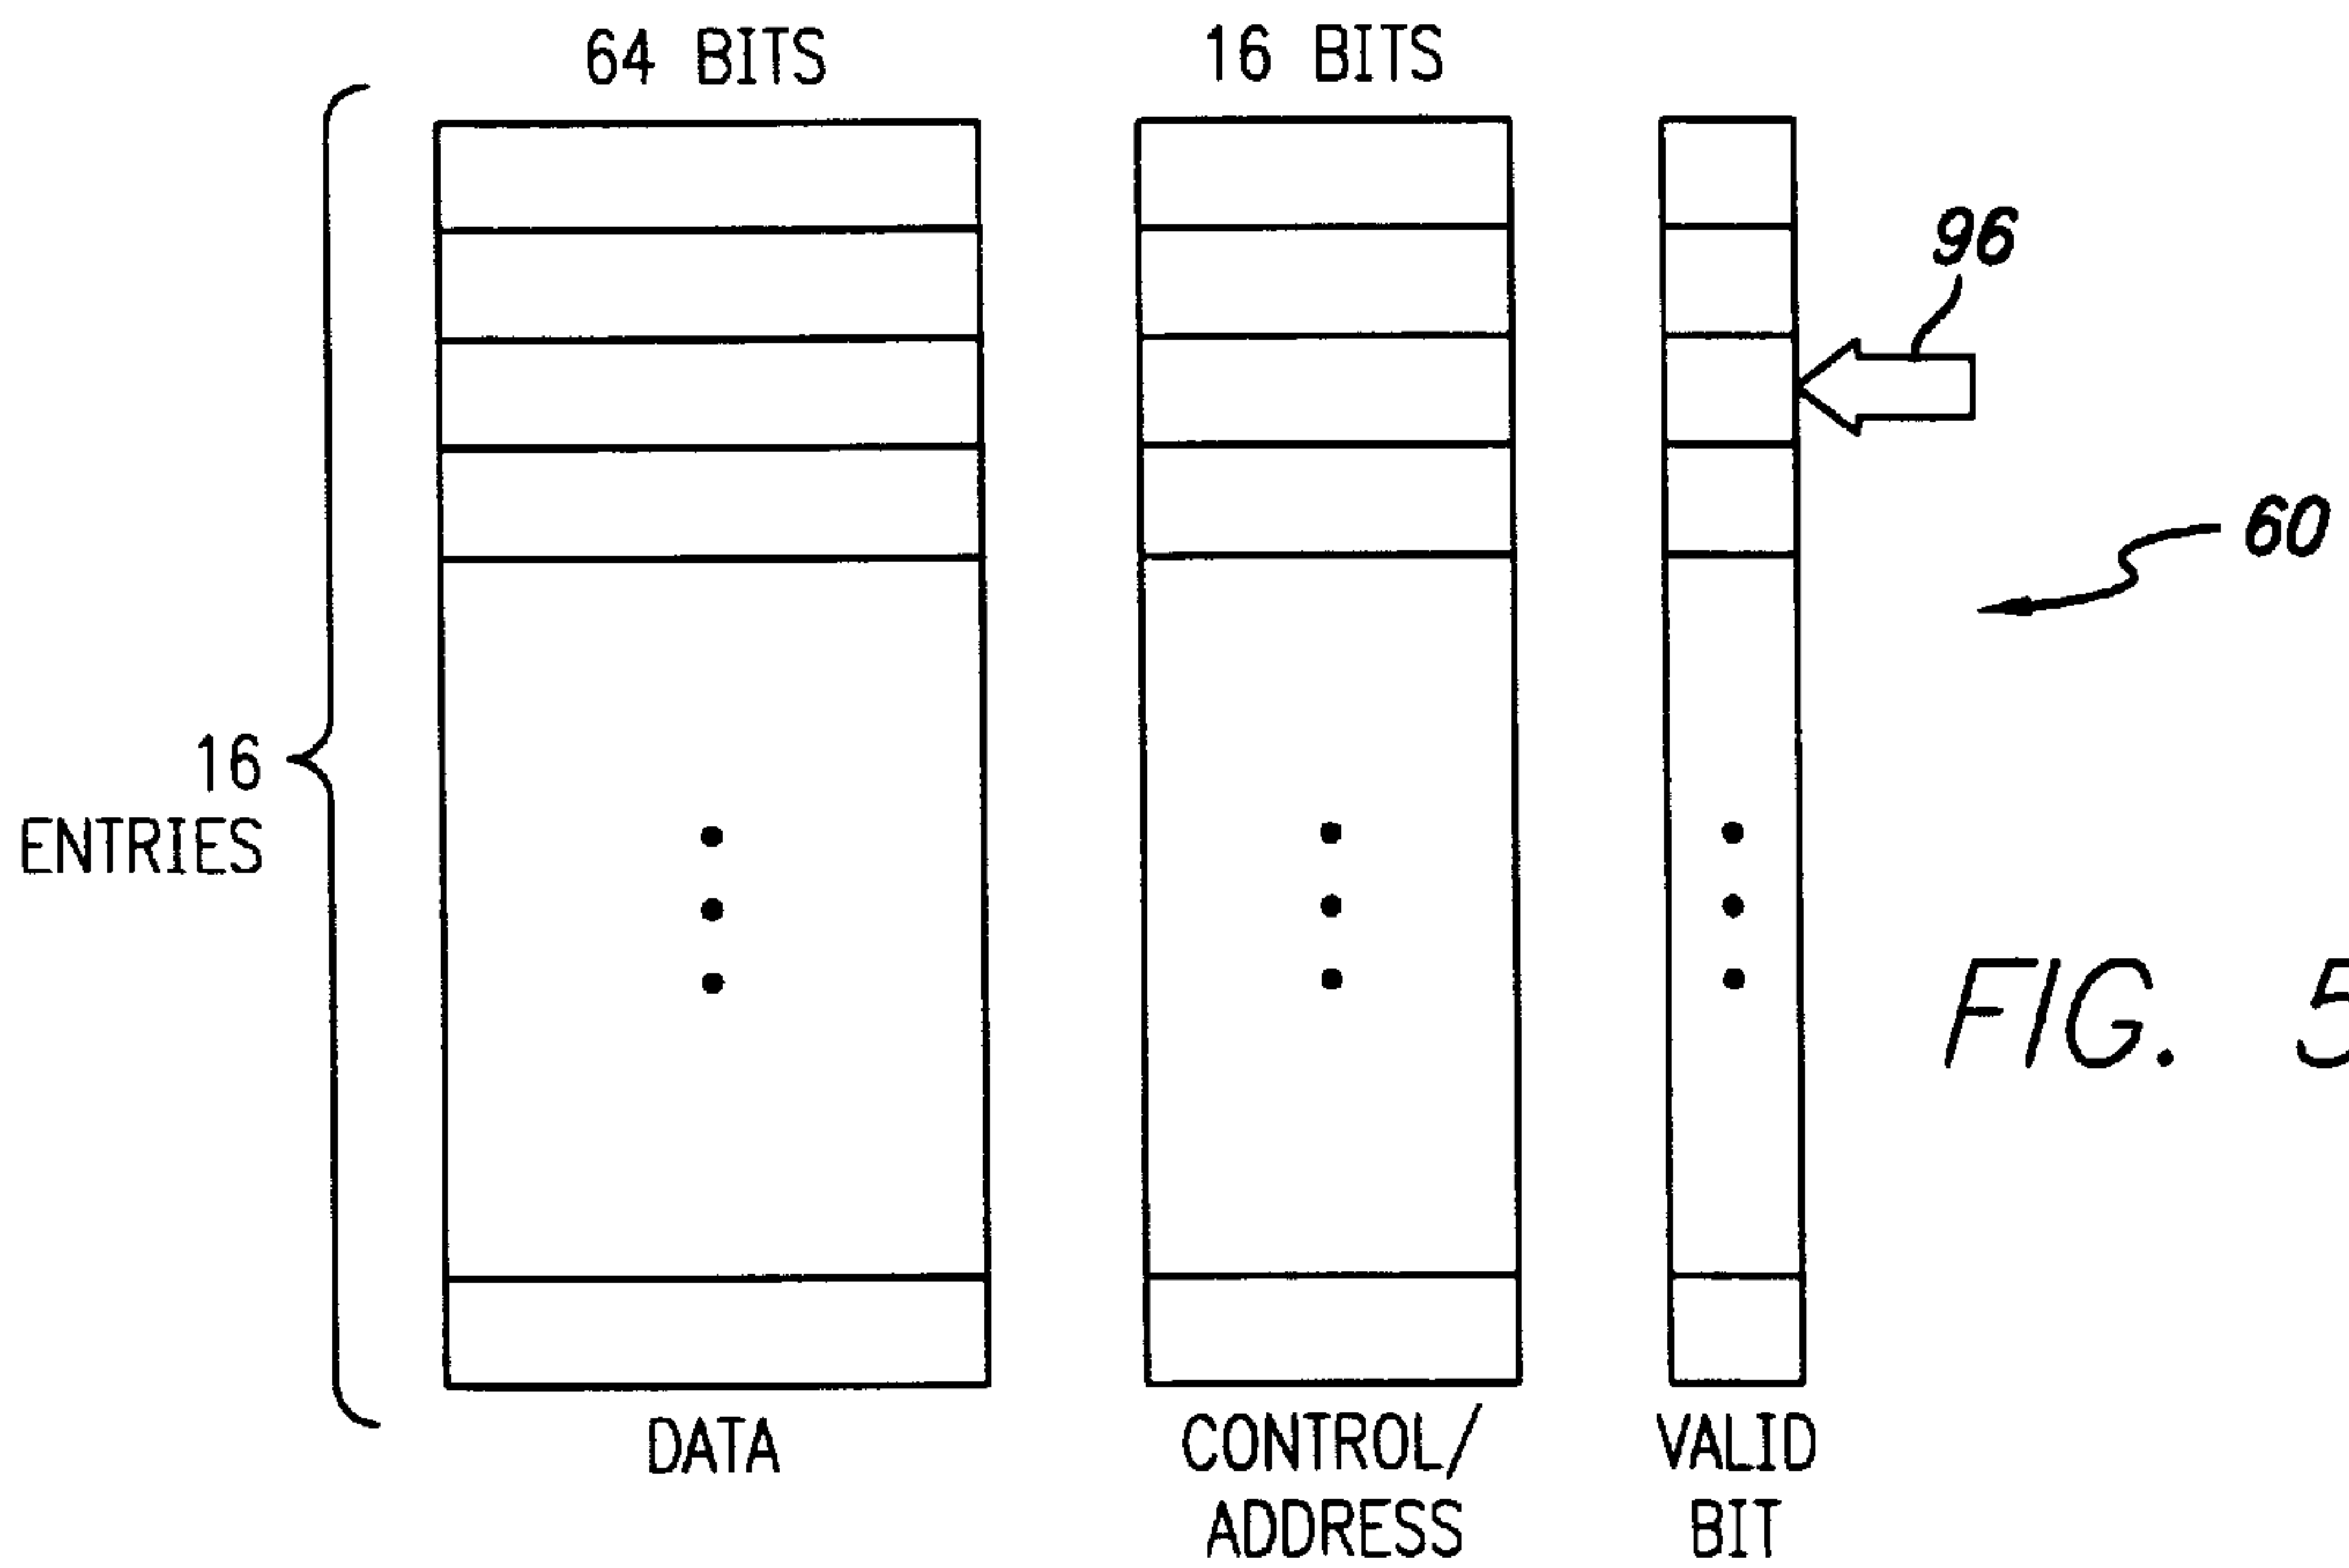 64 BITS
16 BITS
96
60
16
ENTRIES
FIG. 5
DATA
CONTROL/
ADDRESS
VALID
BIT